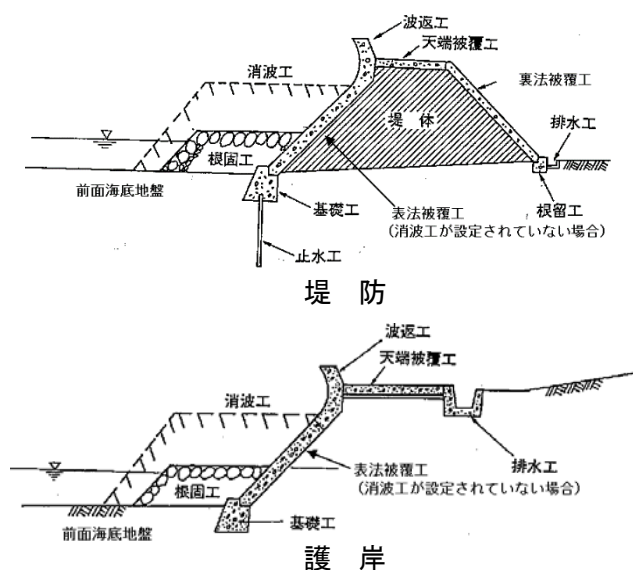 波返工
天端被覆工
消波工
裏法被覆工
堤 体
排水工
根固工
前面海底地盤
基礎工
表法被覆工
(消波工が設定されていない場合)
根留工
止水工
堤 防
波返工
天端被覆工
消波工
表法被覆工
(消波工が設定されていない場合)
排水工
根固工
前面海底地盤
基礎工
護 岸